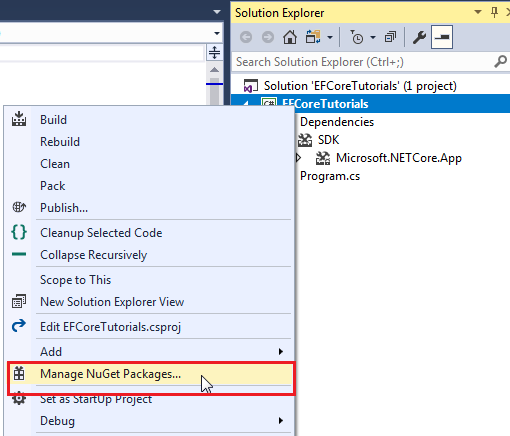 Solution Explorer
Search Solution Explorer (Ctrl+;)
Solution 'EFCoreTutorials' (1 project)
C# EFCoreTutorials
Dependencies
SDK
Microsoft.NETCore.App
Program.cs
Build
Rebuild
Clean
Pack
Publish...
Cleanup Selected Code
Collapse Recursively
Scope to This
New Solution Explorer View
Edit EFCoreTutorials.csproj
Add
Manage NuGet Packages...
Set as StartUp Project
Debug